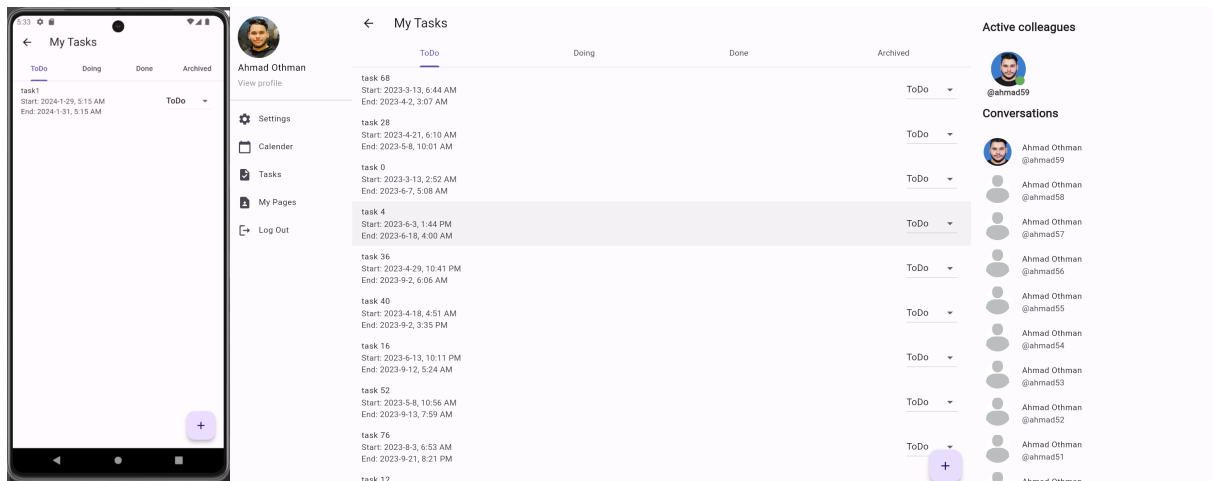 5:33
My Tasks
ToDo Doing Done Archived
task1
Start: 2024-1-29, 5:15 AM
End: 2024-1-31, 5:15 AM
ToDo
+
Ahmad Othman
View profile
Settings
Calender
Tasks
My Pages
Log Out
My Tasks
ToDo Doing Done Archived
task 68
Start: 2023-3-13, 6:44 AM
End: 2023-4-2, 3:07 AM
ToDo
task 28
Start: 2023-4-21, 6:10 AM
End: 2023-5-8, 10:01 AM
ToDo
task 0
Start: 2023-3-13, 2:52 AM
End: 2023-6-7, 5:08 AM
ToDo
task 4
Start: 2023-6-3, 1:44 PM
End: 2023-6-18, 4:00 AM
ToDo
task 36
Start: 2023-4-29, 10:41 PM
End: 2023-9-2, 6:06 AM
ToDo
task 40
Start: 2023-4-18, 4:51 AM
End: 2023-9-2, 3:35 PM
ToDo
task 16
Start: 2023-6-13, 10:11 PM
End: 2023-9-12, 5:24 AM
ToDo
task 52
Start: 2023-5-8, 10:56 AM
End: 2023-9-13, 7:59 AM
ToDo
task 76
Start: 2023-8-3, 6:53 AM
End: 2023-9-21, 8:21 PM
ToDo
task 12
+
Active colleagues
@ahmad59
Conversations
Ahmad Othman
@ahmad59
Ahmad Othman
@ahmad58
Ahmad Othman
@ahmad57
Ahmad Othman
@ahmad56
Ahmad Othman
@ahmad55
Ahmad Othman
@ahmad54
Ahmad Othman
@ahmad53
Ahmad Othman
@ahmad52
Ahmad Othman
@ahmad51
Ahmad Othman